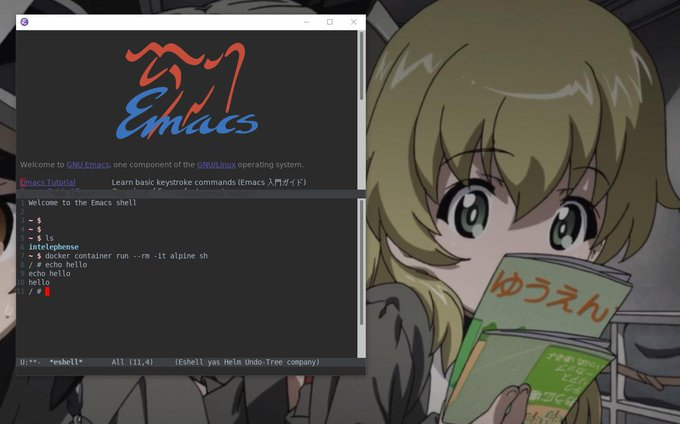 Emacs
Welcome to GNU Emacs, one component of the GNU/Linux operating system.
Emacs Tutorial Learn basic keystroke commands (Emacs 入門ガイド)
1 Welcome to the Emacs shell
2
3 ~ $
4 ~ $
5 ~ $ ls
6 intelephense
7 ~ $ docker container run --rm -it alpine sh
8 / # echo hello
9 echo hello
10 hello
11 / #
U:**- *eshell* All (11,4) (Eshell yas Helm Undo-Tree company)
ゆうえん